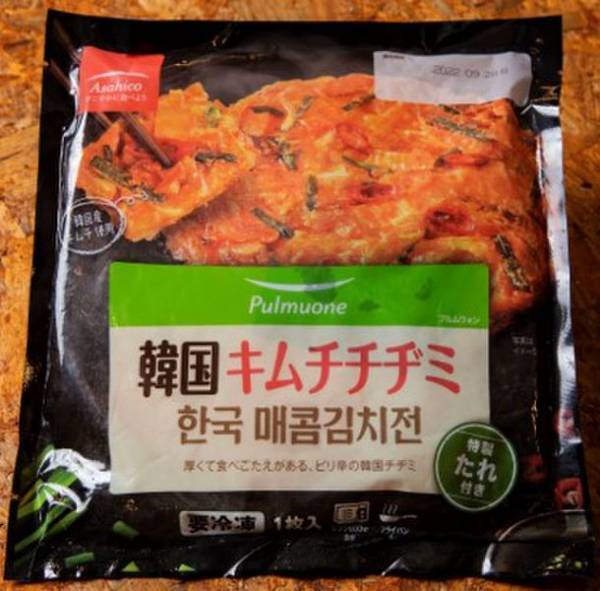 Asahico
2022.09.28
韓国産
キムチ使用
Pulmuone
プルムウォン
韓国キムチチヂミ
한국 매콤김치전
厚くて食べごたえがある、ピリ辛の韓国チヂミ
特製
たれ
付き
要冷凍 1枚入
フライパン